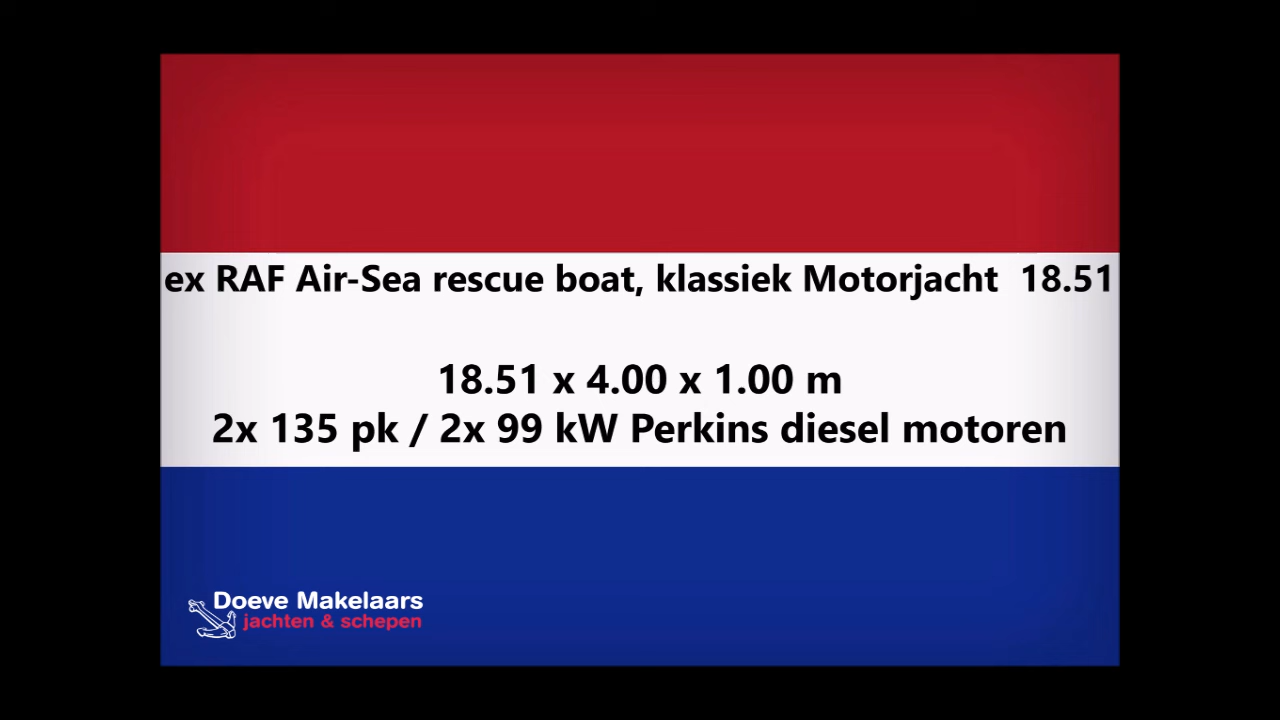 ex RAF Air-Sea rescue boat, klassiek Motorjacht 18.51
18.51 x 4.00 x 1.00 m
2x 135 pk / 2x 99 kW Perkins diesel motoren
Doeve Makelaars
jachten & schepen